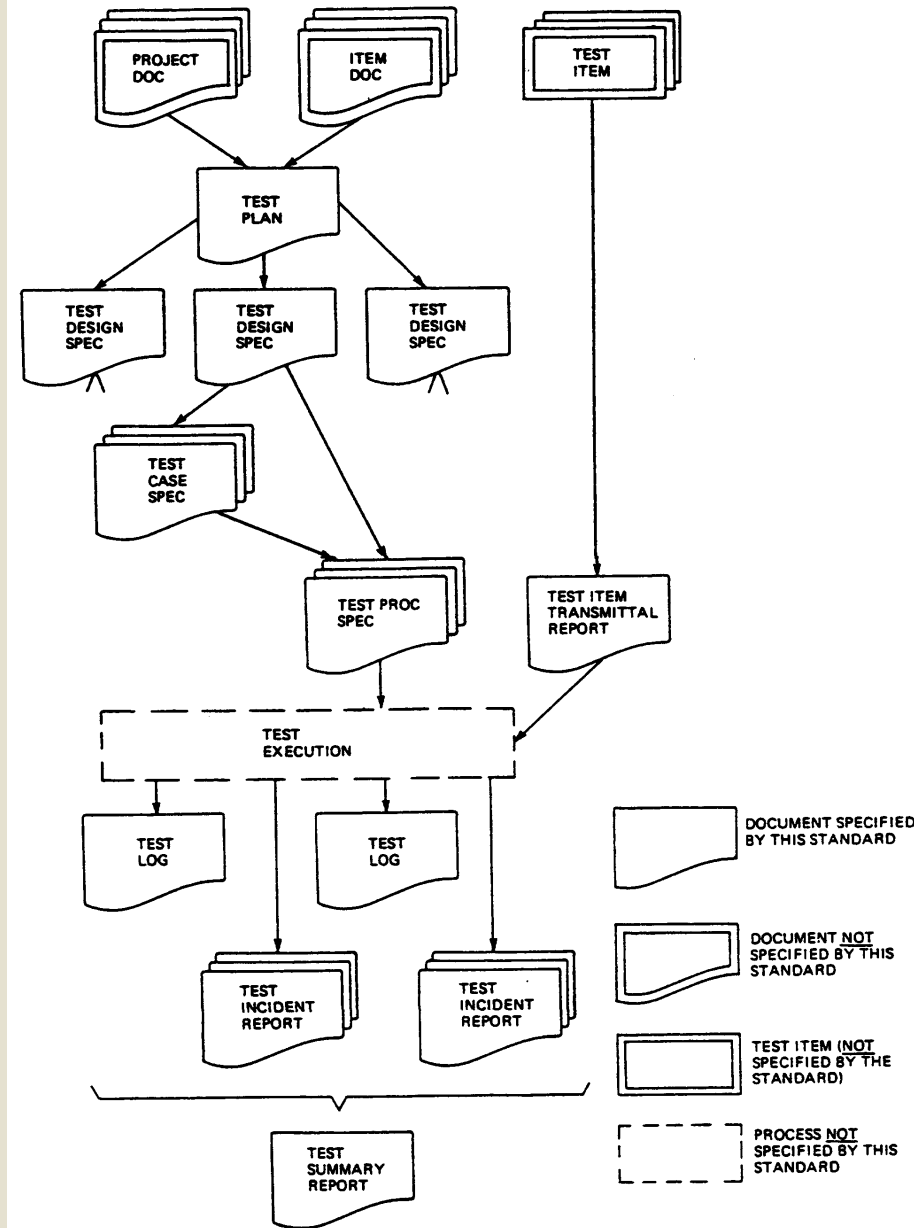 PROJECT
DOC
ITEM
DOC
TEST
ITEM
TEST
PLAN
TEST
DESIGN
SPEC
TEST
DESIGN
SPEC
TEST
DESIGN
SPEC
TEST
CASE
SPEC
TEST PROC
SPEC
TEST ITEM
TRANSMITTAL
REPORT
TEST
EXECUTION
TEST
LOG
TEST
LOG
TEST
INCIDENT
REPORT
TEST
INCIDENT
REPORT
TEST
SUMMARY
REPORT
DOCUMENT SPECIFIED
BY THIS STANDARD
DOCUMENT NOT
SPECIFIED BY THIS
STANDARD
TEST ITEM (NOT
SPECIFIED BY THE
STANDARD)
PROCESS NOT
SPECIFIED BY THIS
STANDARD